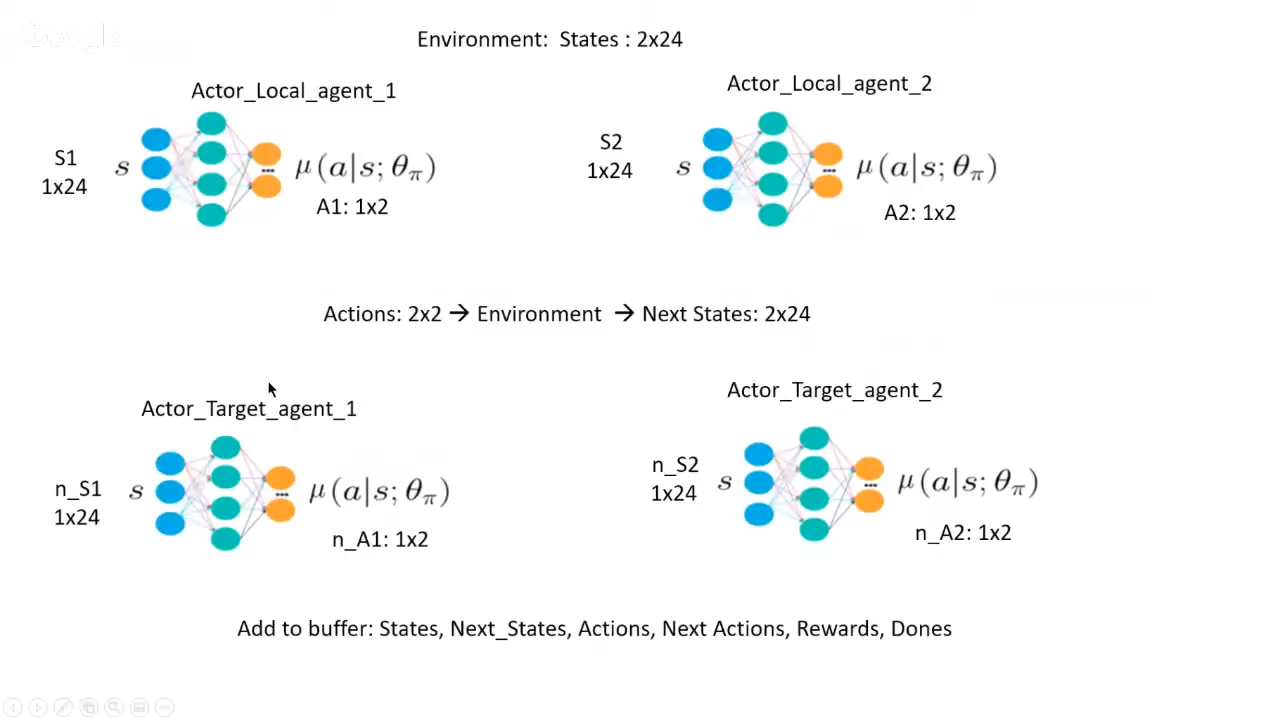 Environment:  States : 2x24
Actor_Local_agent_1
S1
1x24
s
μ(a|s; θπ)
A1: 1x2
Actor_Local_agent_2
S2
1x24
s
μ(a|s; θπ)
A2: 1x2
Actions: 2x2 → Environment → Next States: 2x24
Actor_Target_agent_1
n_S1
1x24
s
μ(a|s; θπ)
n_A1: 1x2
Actor_Target_agent_2
n_S2
1x24
s
μ(a|s; θπ)
n_A2: 1x2
Add to buffer: States, Next_States, Actions, Next Actions, Rewards, Dones